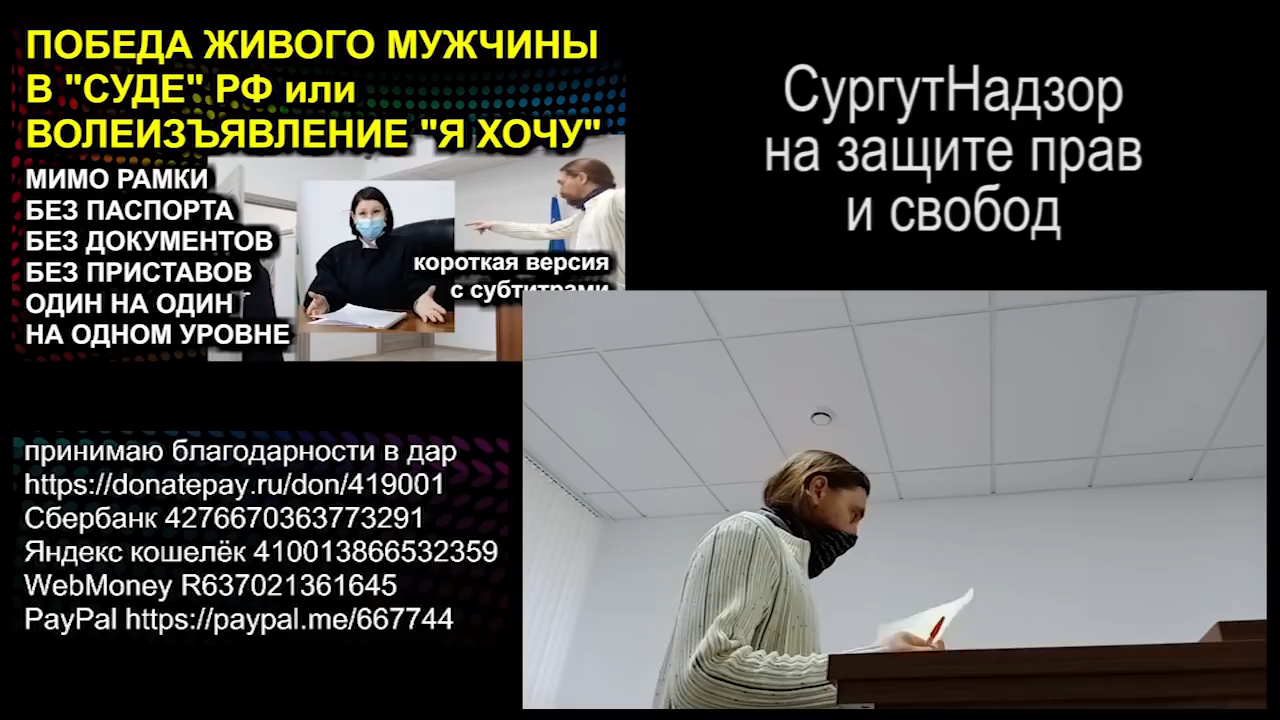 ПОБЕДА ЖИВОГО МУЖЧИНЫ
В "СУДЕ" РФ или
ВОЛЕИЗЪЯВЛЕНИЕ "Я ХОЧУ"
МИМО РАМКИ
БЕЗ ПАСПОРТА
БЕЗ ДОКУМЕНТОВ
БЕЗ ПРИСТАВОВ
ОДИН НА ОДИН
НА ОДНОМ УРОВНЕ
короткая версия
с субтитрами
СургутНадзор
на защите прав
и свобод
принимаю благодарности в дар
https://donatepay.ru/don/419001
Сбербанк 4276670363773291
Яндекс кошелёк 410013866532359
WebMoney R637021361645
PayPal https://paypal.me/667744